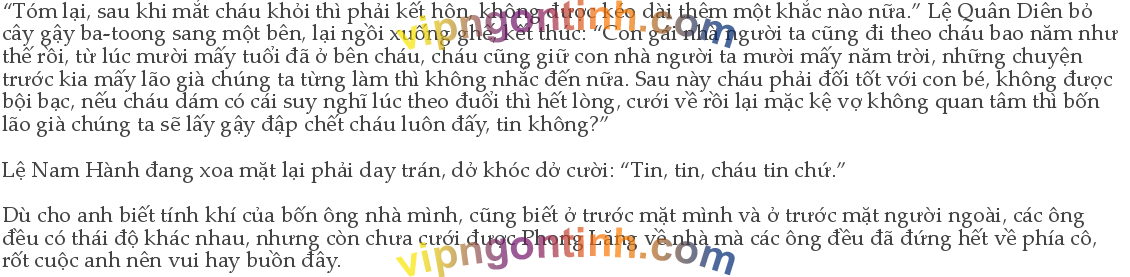 “Tóm lại, sau khi mắt cháu khỏi thì phải kết hôn, không được kéo dài thêm một khắc nào nữa.” Lệ Quân Diên bỏ
cây gậy ba-toong sang một bên, lại ngồi xuống ghế, kết thúc: “Con gái nhà người ta cũng đi theo cháu bao năm như
thế rồi, từ lúc mười mấy tuổi đã ở bên cháu, cháu cũng giữ con nhà người ta mười mấy năm trời, những chuyện
trước kia mấy lão già chúng ta từng làm thì không nhắc đến nữa. Sau này cháu phải đối tốt với con bé, không được
bội bạc, nếu cháu dám có cái suy nghĩ lúc theo đuổi thì hết lòng, cưới về rồi lại mặc kệ vợ không quan tâm thì bốn
lão già chúng ta sẽ lấy gậy đập chết cháu luôn đấy, tin không?”
Lệ Nam Hành đang xoa mặt lại phải day trán, dở khóc dở cười: “Tin, tin, cháu tin chứ.”
Dù cho anh biết tính khí của bốn ông nhà mình, cũng biết ở trước mặt mình và ở trước mặt người ngoài, các ông
đều có thái độ khác nhau, nhưng còn chưa cưới được Phong Lăng về nhà mà các ông đều đã đứng hết về phía cô,
rốt cuộc anh nên vui hay buồn đây.
vipngontinh.com
vipngontinh.com